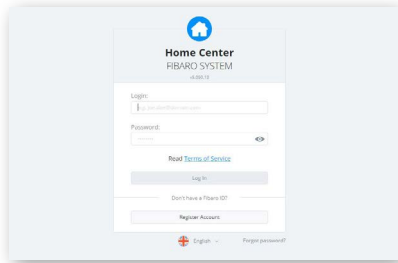 Home Center
FIBARO SYSTEM
Login:
Password:
Read Terms of Service
Log In
Don't have a Fibaro ID?
Register Account
English
Forgot password?